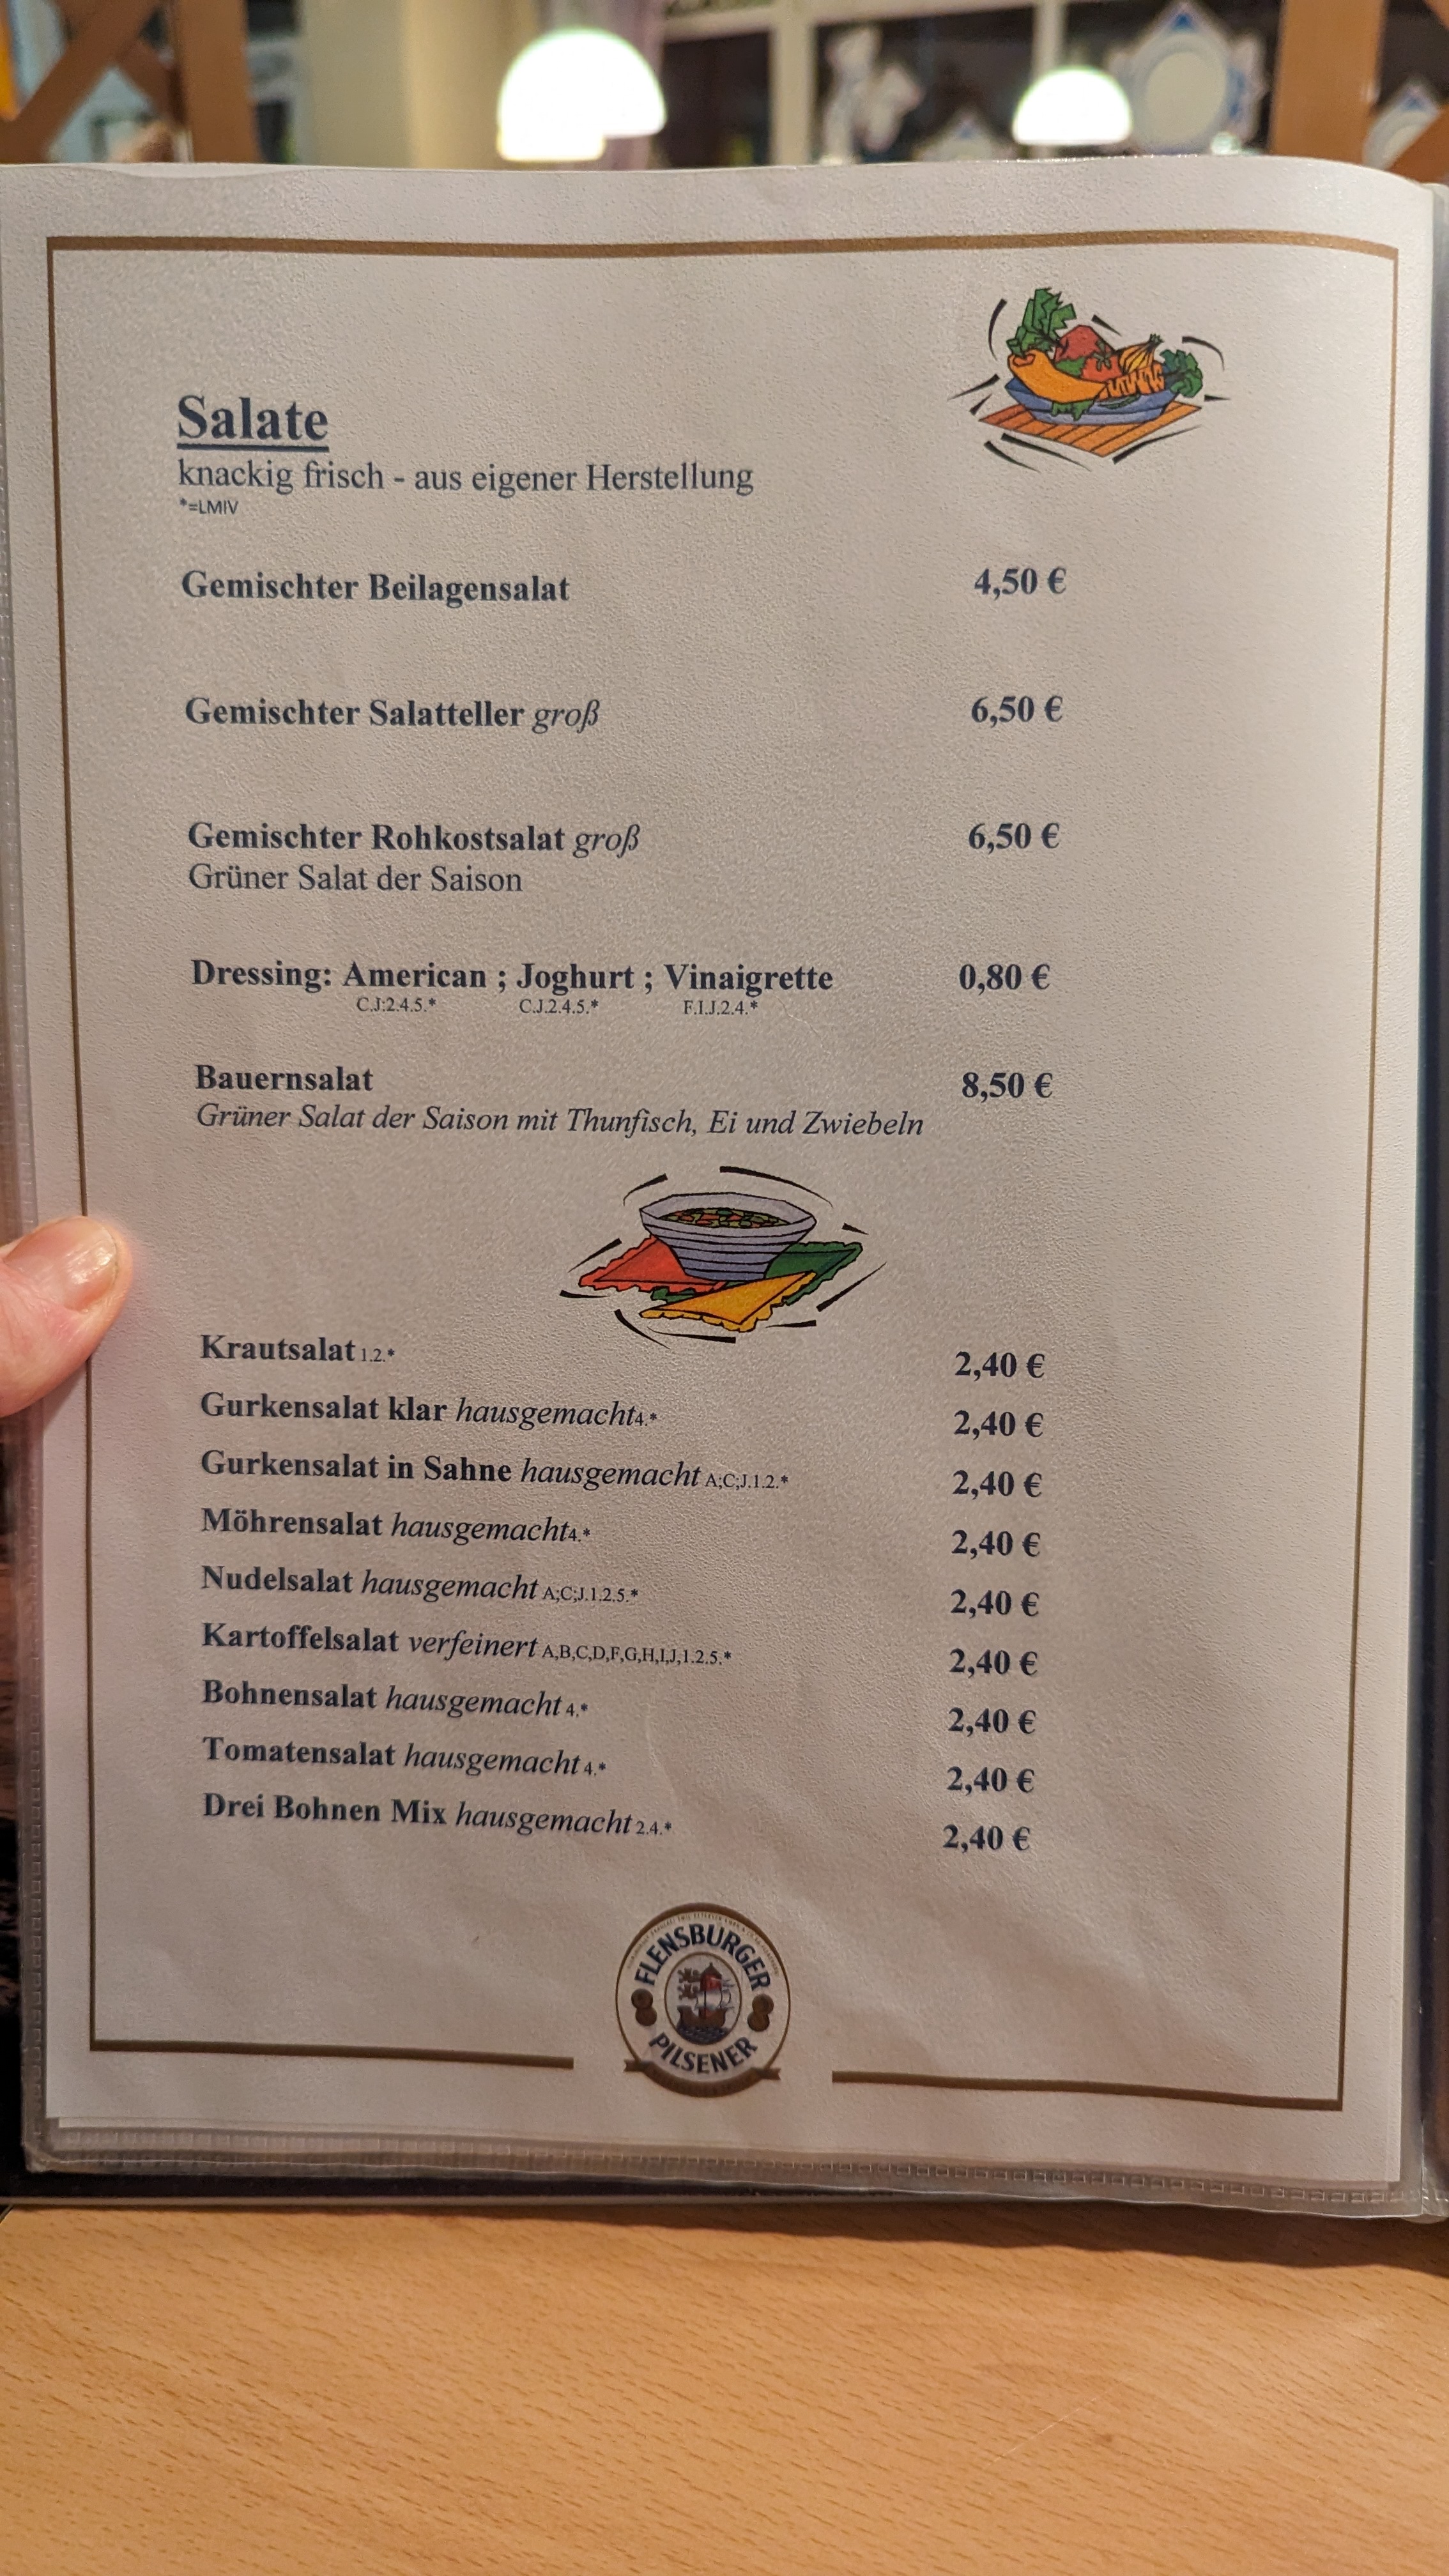 Salate
knackig frisch - aus eigener Herstellung
*=LMIV
Gemischter Beilagensalat 4,50 €
Gemischter Salatteller groß 6,50 €
Gemischter Rohkostsalat groß 6,50 €
Grüner Salat der Saison
Dressing: American ; Joghurt ; Vinaigrette 0,80 €
C.J:2.4.5.* C.J.2.4.5.* F.I.J.2.4.*
Bauernsalat 8,50 €
Grüner Salat der Saison mit Thunfisch, Ei und Zwiebeln
Krautsalat 1.2.* 2,40 €
Gurkensalat klar hausgemacht4.* 2,40 €
Gurkensalat in Sahne hausgemacht A;C;J.1.2.* 2,40 €
Möhrensalat hausgemacht4.* 2,40 €
Nudelsalat hausgemacht A;C;J.1.2.5.* 2,40 €
Kartoffelsalat verfeinert A,B,C,D,F,G,H,I,J,1.2.5.* 2,40 €
Bohnensalat hausgemacht 4.* 2,40 €
Tomatensalat hausgemacht 4.* 2,40 €
Drei Bohnen Mix hausgemacht 2.4.* 2,40 €
FLENSBURGER
PILSENER